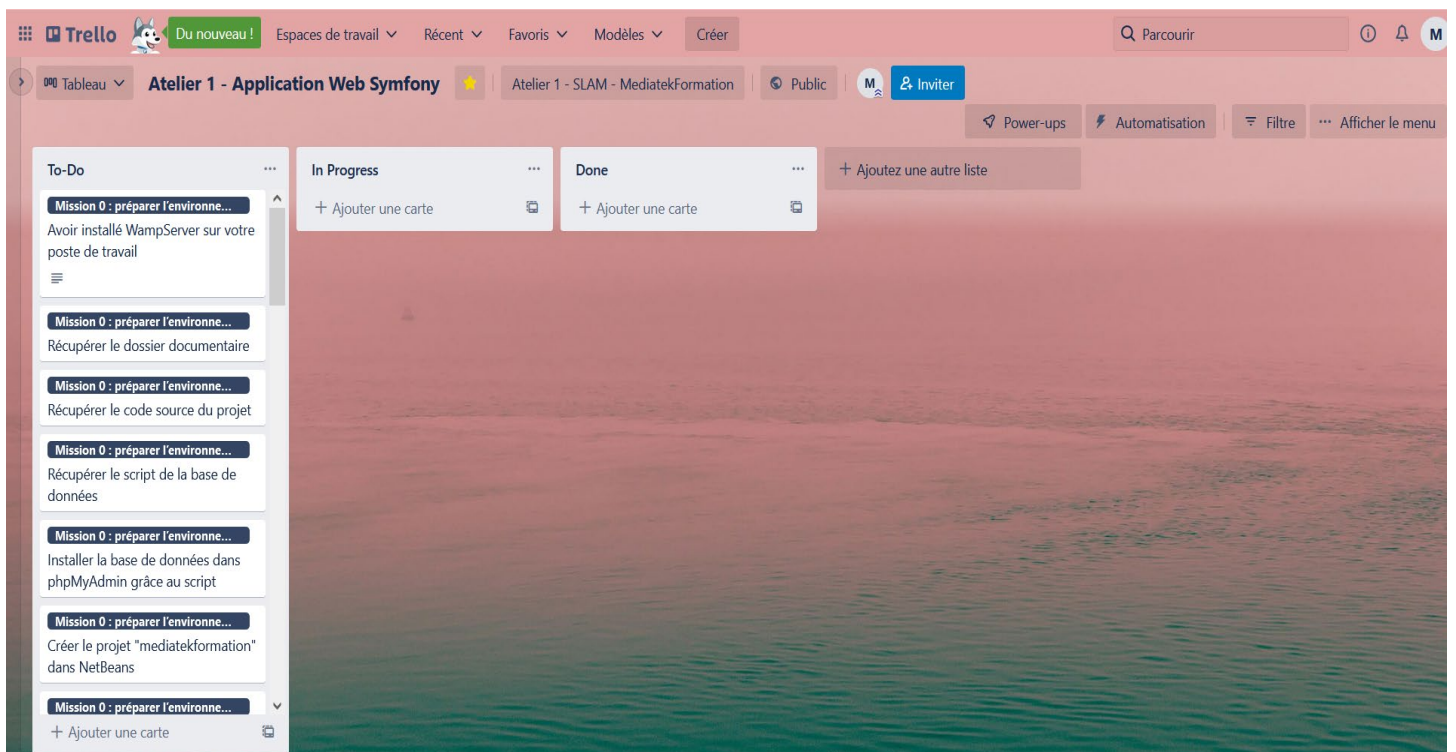 Trello Du nouveau ! Espaces de travail Récent Favoris Modèles Créer Parcourir M
Tableau Atelier 1 - Application Web Symfony Atelier 1 - SLAM - MediatekFormation Public M Inviter
Power-ups Automatisation Filtre Afficher le menu
To-Do
Mission 0 : préparer l'environne...
Avoir installé WampServer sur votre
poste de travail
Mission 0 : préparer l'environne...
Récupérer le dossier documentaire
Mission 0 : préparer l'environne...
Récupérer le code source du projet
Mission 0 : préparer l'environne...
Récupérer le script de la base de
données
Mission 0 : préparer l'environne...
Installer la base de données dans
phpMyAdmin grâce au script
Mission 0 : préparer l'environne...
Créer le projet "mediatekformation"
dans NetBeans
Mission 0 : préparer l'environne...
+ Ajouter une carte
In Progress
+ Ajouter une carte
Done
+ Ajouter une carte
+ Ajoutez une autre liste